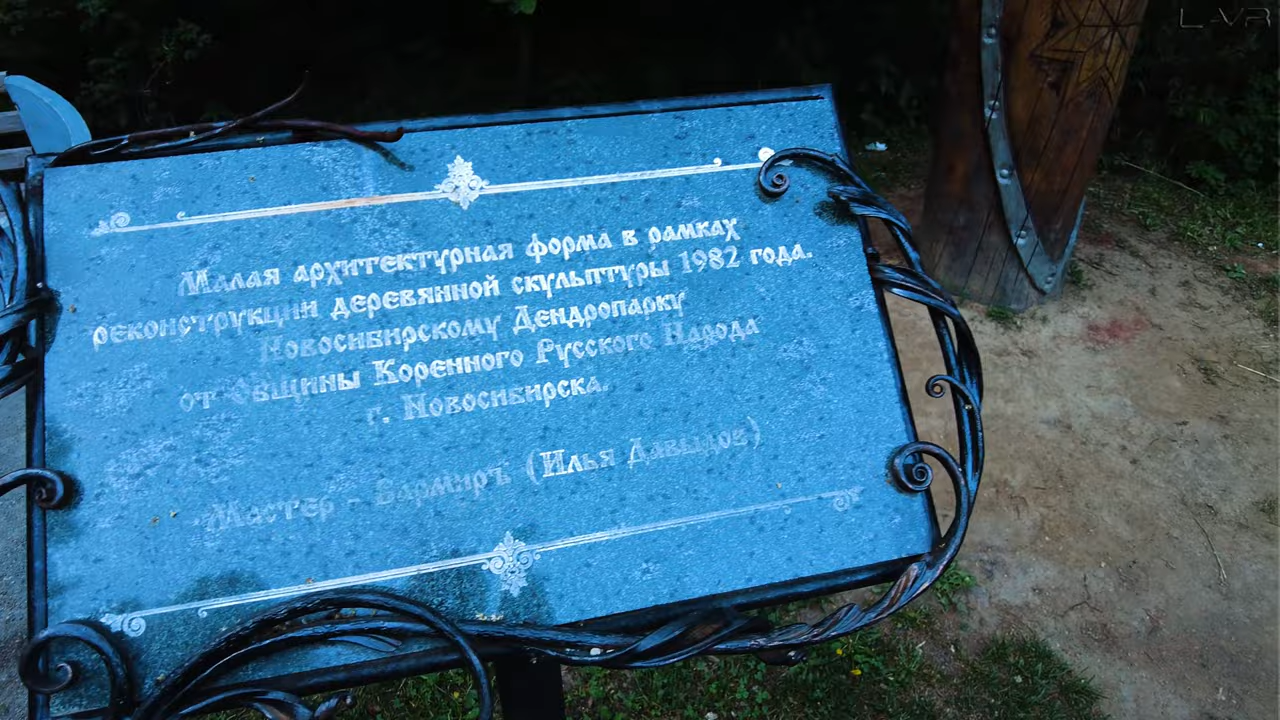 Малая архитектурная форма в рамках
реконструкции деревянной скульптуры 1982 года.
Новосибирскому Дендропарку
от Общины Коренного Русского Народа
г. Новосибирска.
Мастер - Вармиръ (Илья Давыдов)